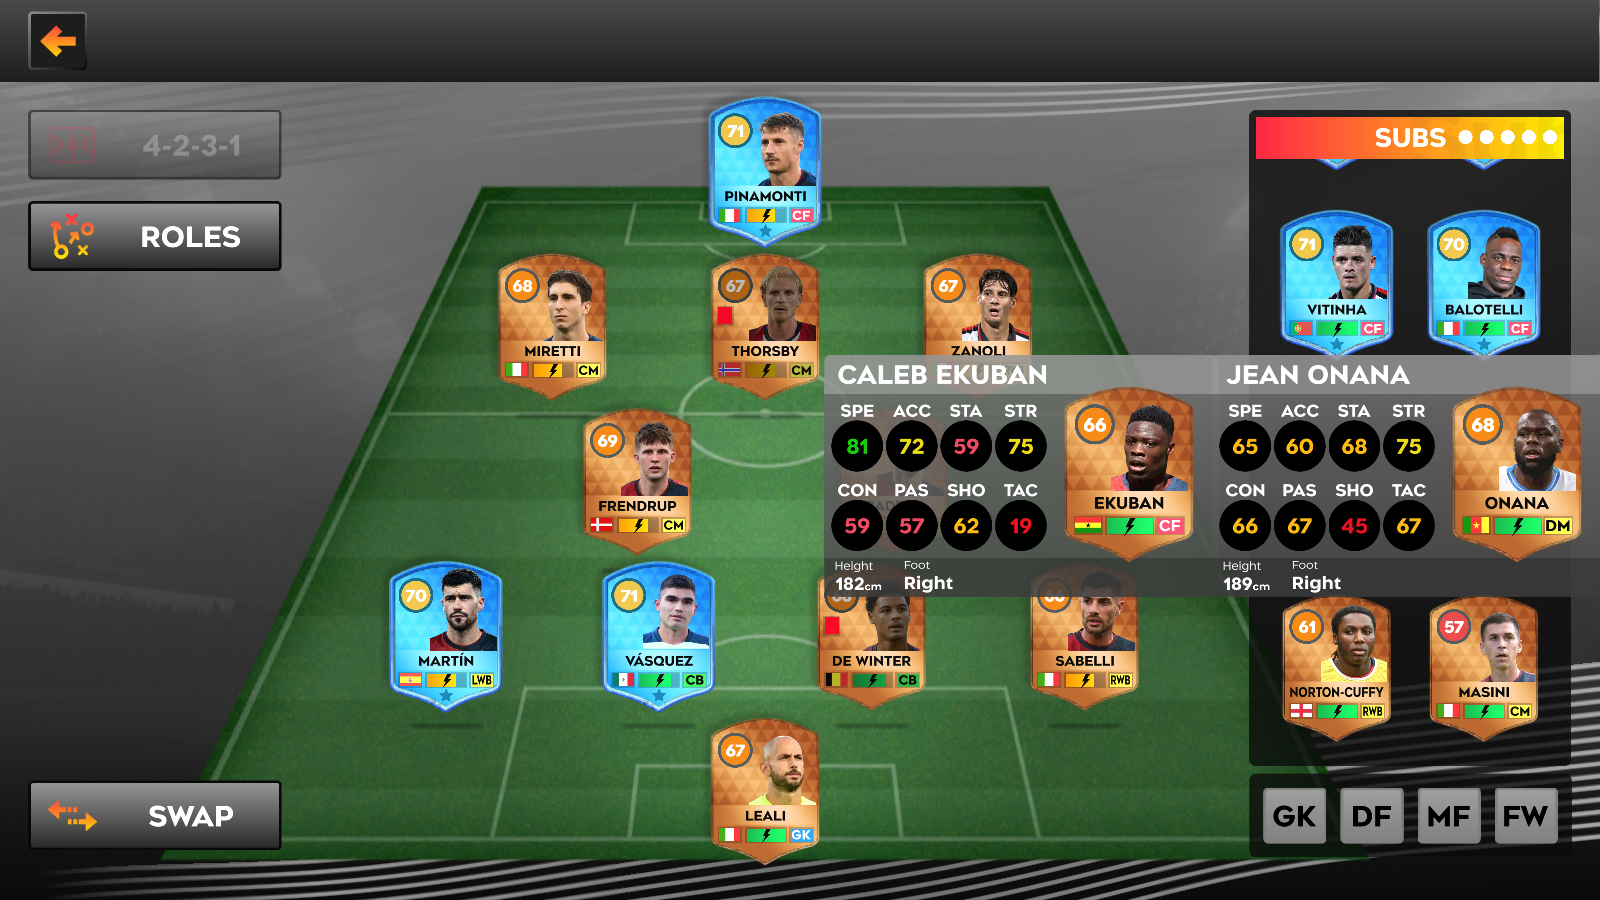 4-2-3-1
ROLES
SWAP
71
PINAMONTI
CF
68
MIRETTI
CM
67
THORSBY
CM
67
ZANOLI
69
FRENDRUP
CM
70
MARTÍN
LWB
71
VÁSQUEZ
CB
DE WINTER
CB
SABELLI
RWB
67
LEALI
GK
SUBS
71
VITINHA
CF
70
BALOTELLI
CF
CALEB EKUBAN
SPE ACC STA STR
81 72 59 75
CON PAS SHO TAC
59 57 62 19
Height Foot
182cm Right
66
EKUBAN
CF
JEAN ONANA
SPE ACC STA STR
65 60 68 75
CON PAS SHO TAC
66 67 45 67
Height Foot
189cm Right
68
ONANA
DM
61
NORTON-CUFFY
RWB
57
MASINI
CM
GK DF MF FW